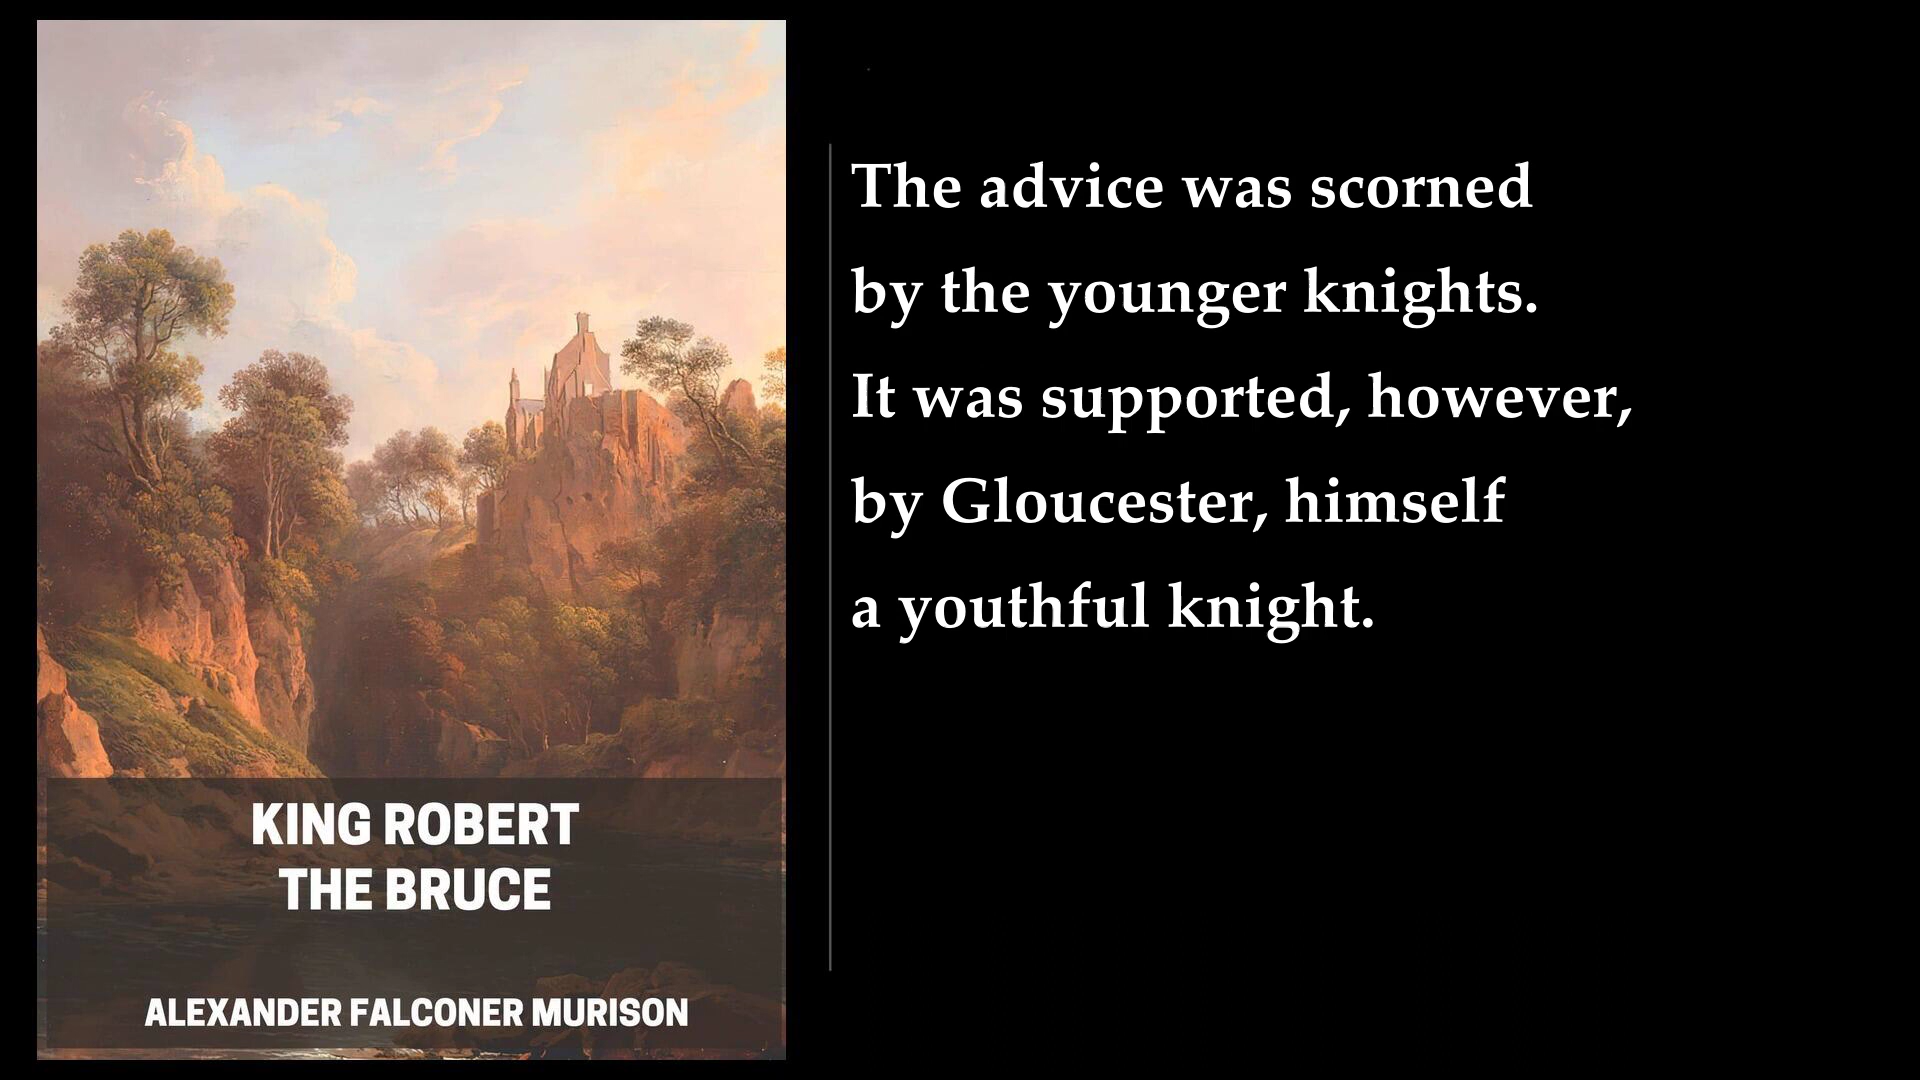 KING ROBERT
THE BRUCE
ALEXANDER FALCONER MURISON
The advice was scorned
by the younger knights.
It was supported, however,
by Gloucester, himself
a youthful knight.